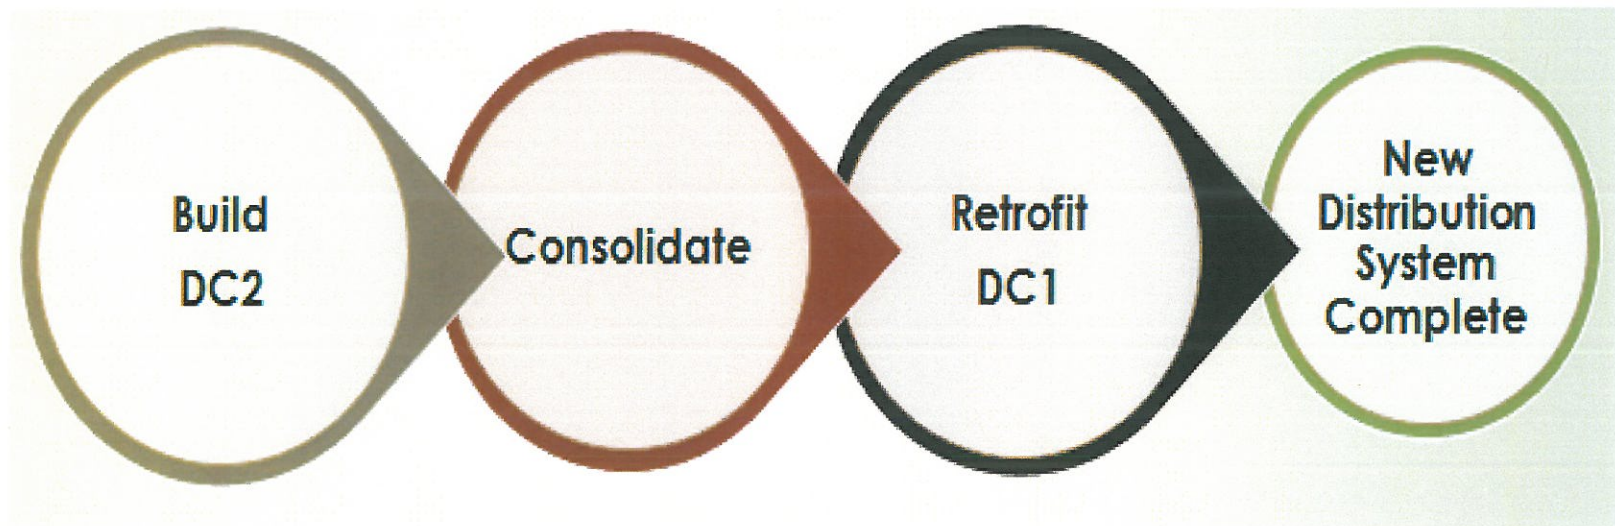 Build
DC2
Consolidate
Retrofit
DC1
New
Distribution
System
Complete